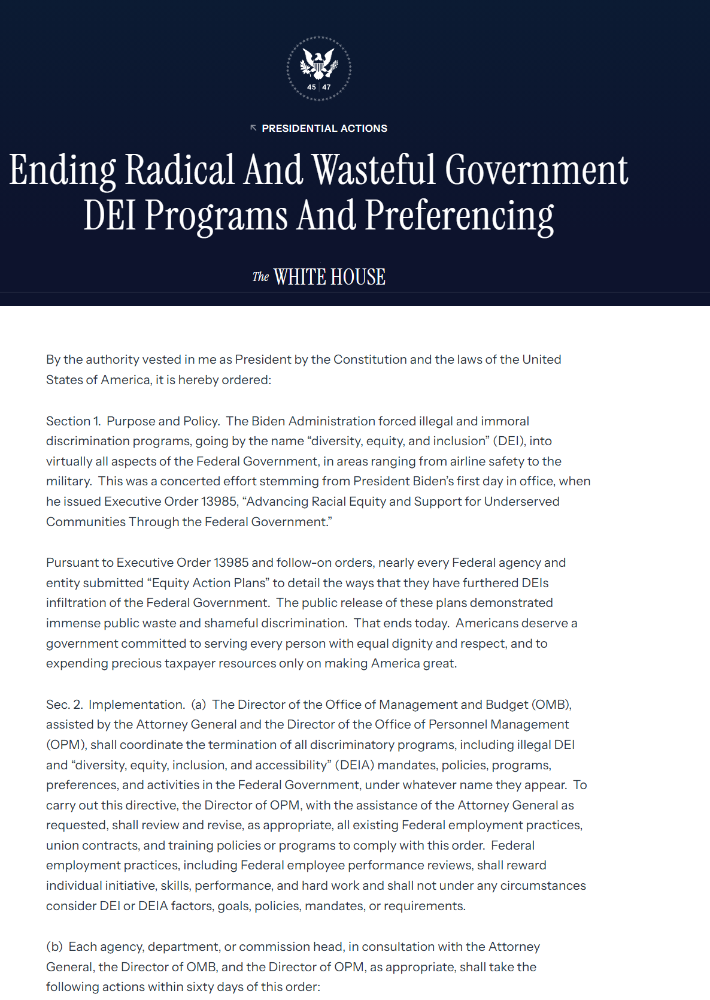 45 47
PRESIDENTIAL ACTIONS
Ending Radical And Wasteful Government
DEI Programs And Preferencing
The WHITE HOUSE
By the authority vested in me as President by the Constitution and the laws of the United
States of America, it is hereby ordered:
Section 1.  Purpose and Policy.  The Biden Administration forced illegal and immoral
discrimination programs, going by the name “diversity, equity, and inclusion” (DEI), into
virtually all aspects of the Federal Government, in areas ranging from airline safety to the
military.  This was a concerted effort stemming from President Biden’s first day in office, when
he issued Executive Order 13985, “Advancing Racial Equity and Support for Underserved
Communities Through the Federal Government.”
Pursuant to Executive Order 13985 and follow-on orders, nearly every Federal agency and
entity submitted “Equity Action Plans” to detail the ways that they have furthered DEIs
infiltration of the Federal Government.  The public release of these plans demonstrated
immense public waste and shameful discrimination.  That ends today.  Americans deserve a
government committed to serving every person with equal dignity and respect, and to
expending precious taxpayer resources only on making America great.
Sec. 2.  Implementation.  (a)  The Director of the Office of Management and Budget (OMB),
assisted by the Attorney General and the Director of the Office of Personnel Management
(OPM), shall coordinate the termination of all discriminatory programs, including illegal DEI
and “diversity, equity, inclusion, and accessibility” (DEIA) mandates, policies, programs,
preferences, and activities in the Federal Government, under whatever name they appear.  To
carry out this directive, the Director of OPM, with the assistance of the Attorney General as
requested, shall review and revise, as appropriate, all existing Federal employment practices,
union contracts, and training policies or programs to comply with this order.  Federal
employment practices, including Federal employee performance reviews, shall reward
individual initiative, skills, performance, and hard work and shall not under any circumstances
consider DEI or DEIA factors, goals, policies, mandates, or requirements.
(b)  Each agency, department, or commission head, in consultation with the Attorney
General, the Director of OMB, and the Director of OPM, as appropriate, shall take the
following actions within sixty days of this order: